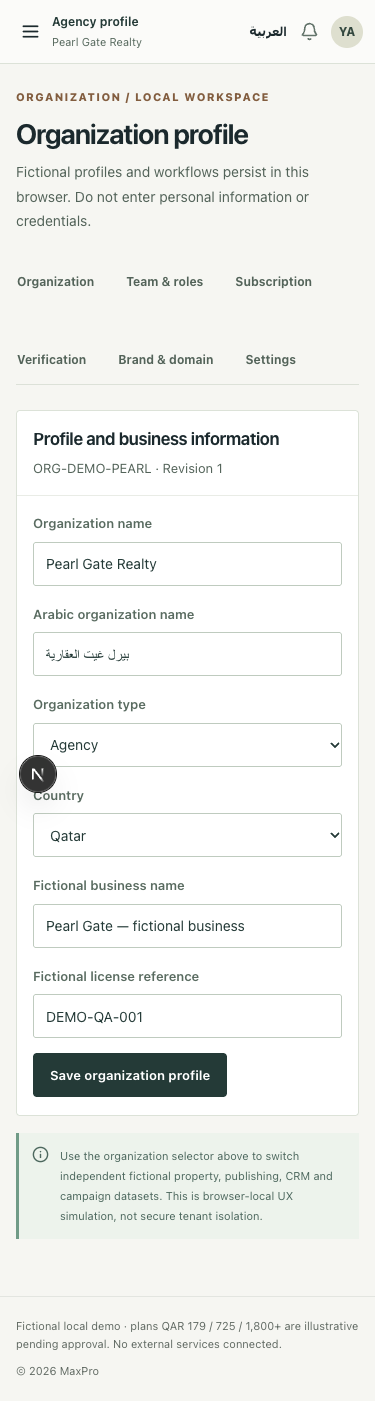 Agency profile
Pearl Gate Realty
العربية
YA
ORGANIZATION / LOCAL WORKSPACE
Organization profile
Fictional profiles and workflows persist in this
browser. Do not enter personal information or
credentials.
Organization Team & roles Subscription
Verification Brand & domain Settings
Profile and business information
ORG-DEMO-PEARL · Revision 1
Organization name
Pearl Gate Realty
Arabic organization name
بيرل غيت العقارية
Organization type
Agency
N
Country
Qatar
Fictional business name
Pearl Gate — fictional business
Fictional license reference
DEMO-QA-001
Save organization profile
Use the organization selector above to switch
independent fictional property, publishing, CRM and
campaign datasets. This is browser-local UX
simulation, not secure tenant isolation.
Fictional local demo · plans QAR 179 / 725 / 1,800+ are illustrative
pending approval. No external services connected.
© 2026 MaxPro